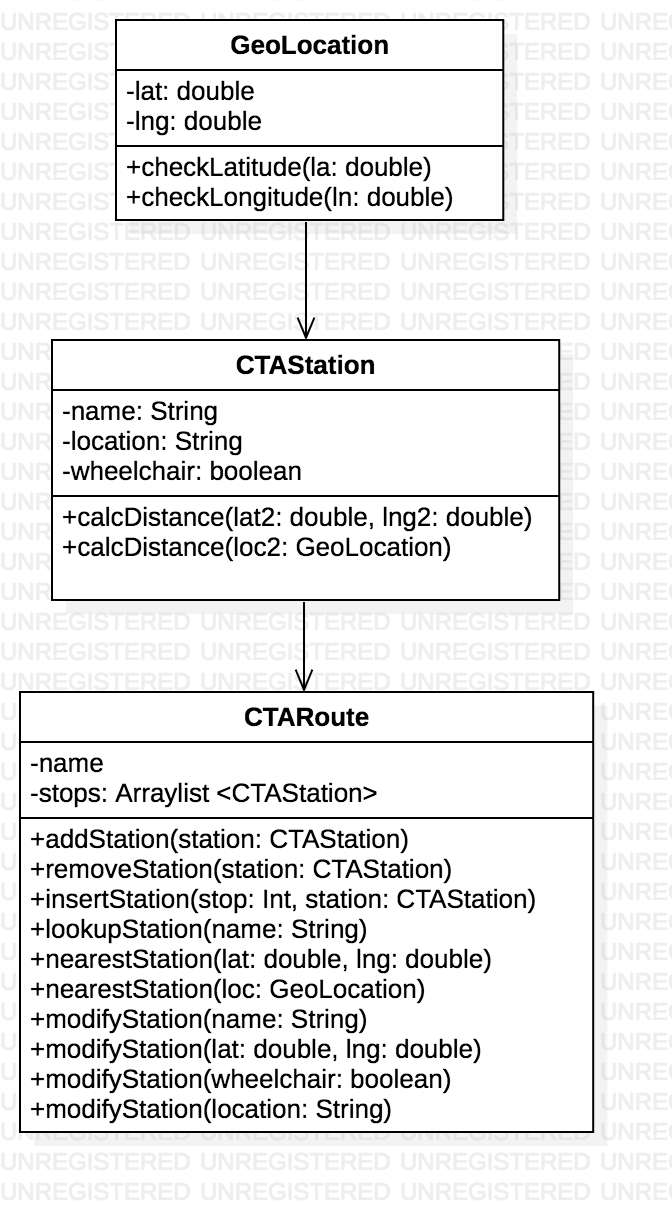 GeoLocation
-lat: double
-lng: double
+checkLatitude(la: double)
+checkLongitude(ln: double)
CTAStation
-name: String
-location: String
-wheelchair: boolean
+calcDistance(lat2: double, lng2: double)
+calcDistance(loc2: GeoLocation)
CTARoute
-name
-stops: Arraylist <CTAStation>
+addStation(station: CTAStation)
+removeStation(station: CTAStation)
+insertStation(stop: Int, station: CTAStation)
+lookupStation(name: String)
+nearestStation(lat: double, lng: double)
+nearestStation(loc: GeoLocation)
+modifyStation(name: String)
+modifyStation(lat: double, lng: double)
+modifyStation(wheelchair: boolean)
+modifyStation(location: String)
UNREGISTERED